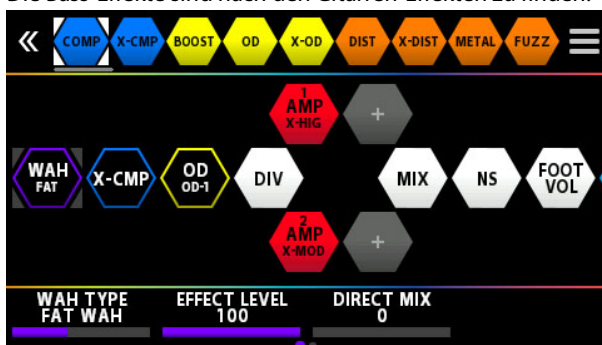 Die Bass-Effekte sind nach den Gitarren-Effekten zu finden.
COMP X-CMP BOOST OD X-OD DIST X-DIST METAL FUZZ
1
AMP
X-HIG
+
WAH
FAT
X-CMP
OD
OD-1
DIV
MIX
NS
FOOT
VOL
2
AMP
X-MOD
+
WAH TYPE
FAT WAH
EFFECT LEVEL
100
DIRECT MIX
0